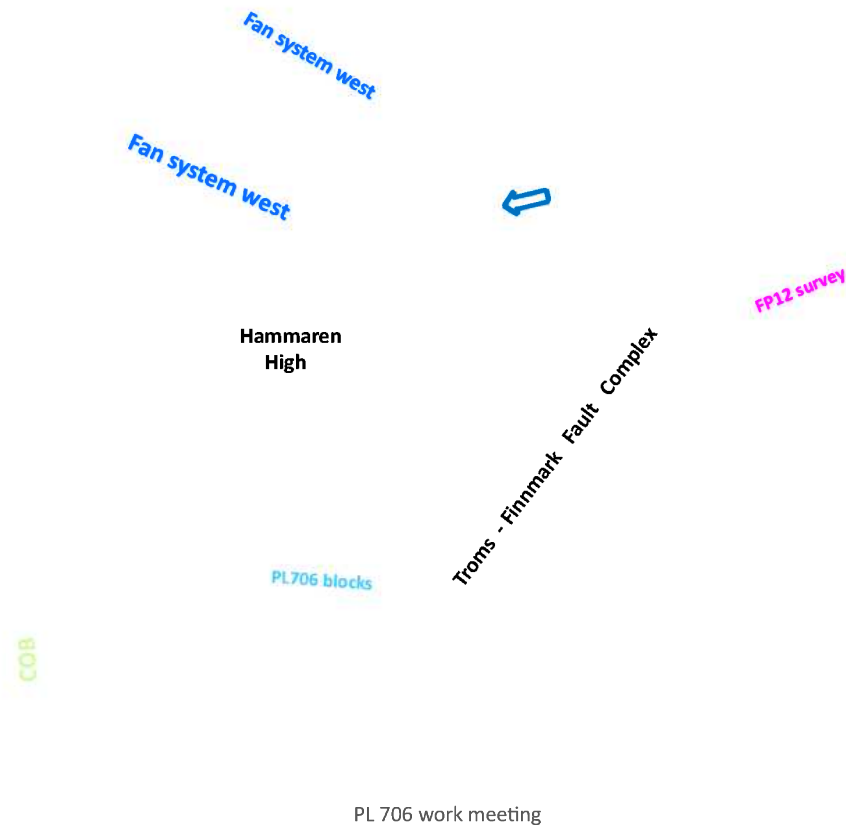 Fan system west
Fan system west
FP12 survey
Hammaren
High
Troms - Finnmark Fault Complex
PL706 blocks
COB
PL 706 work meeting